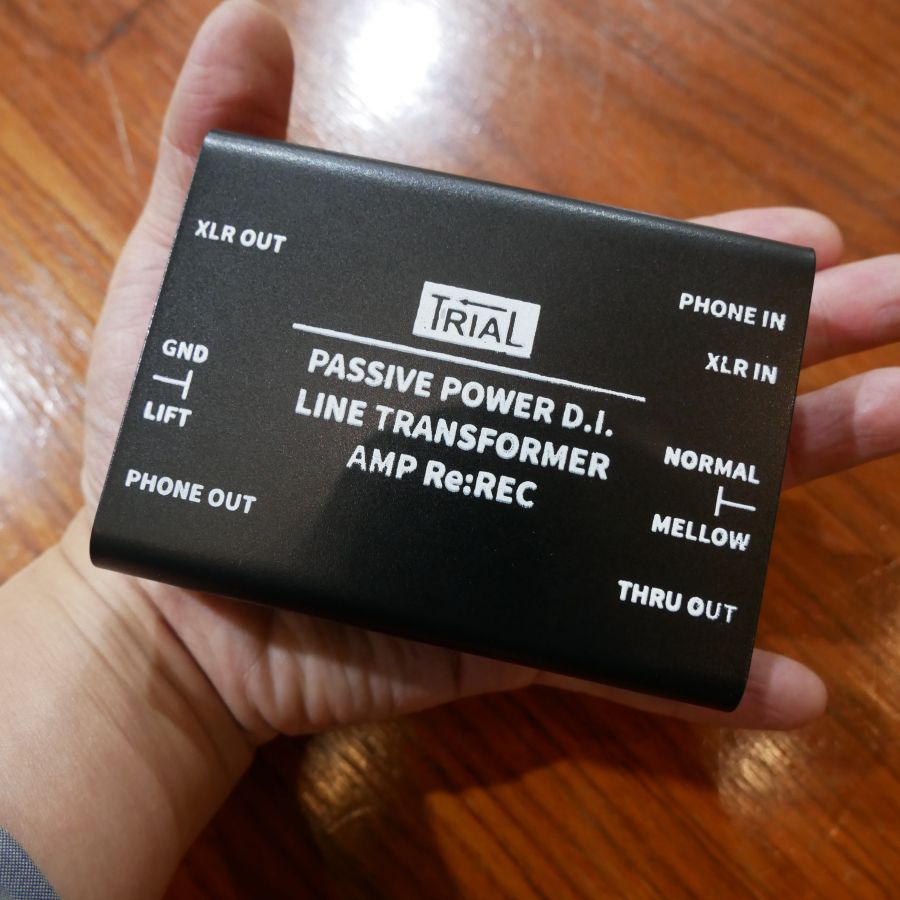 XLR OUT
GND
LIFT
PHONE OUT
TRIAL
PASSIVE POWER D.I.
LINE TRANSFORMER
AMP Re:REC
PHONE IN
XLR IN
NORMAL
MELLOW
THRU OUT